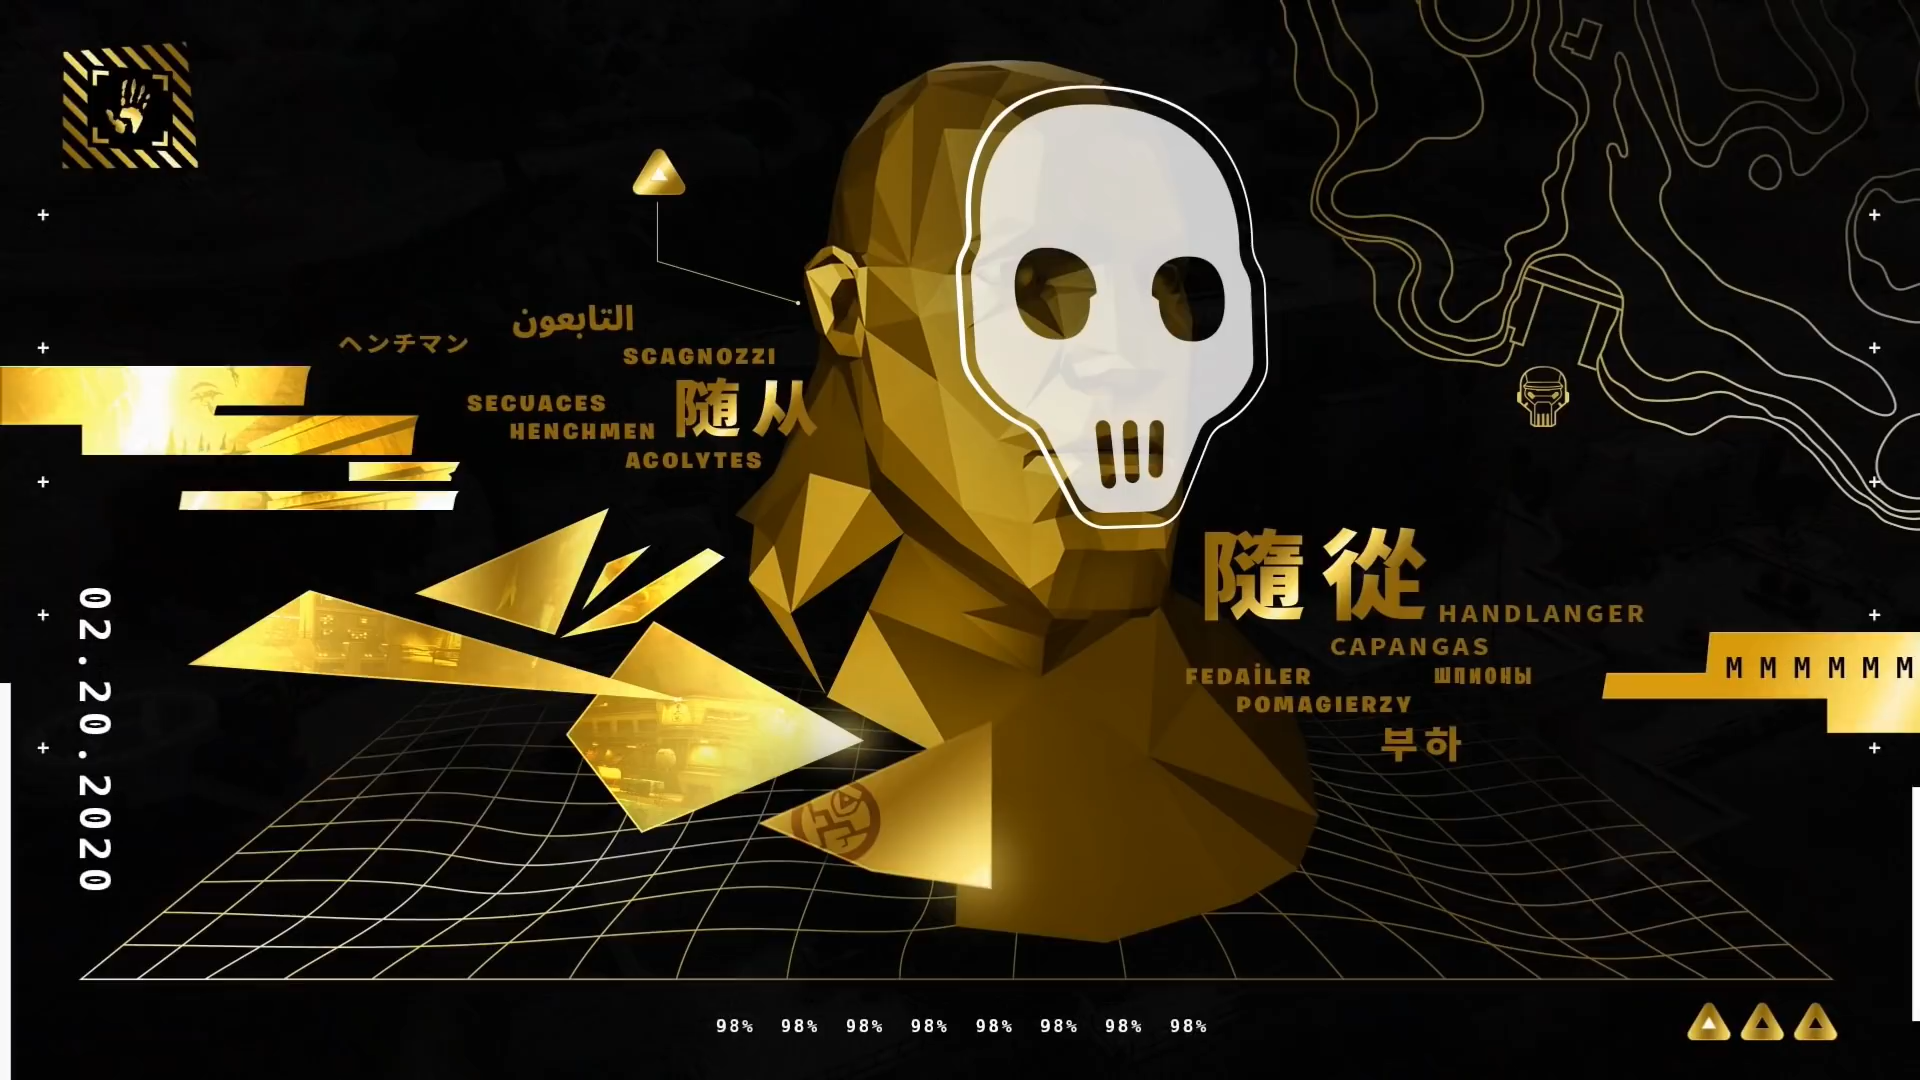 التابعون
ヘンチマン
SCAGNOZZI
随从
SECUACES
HENCHMEN
ACOLYTES
隨從
HANDLANGER
CAPANGAS
FEDAİLER
ШПИОНЫ
POMAGIERZY
부하
MMMMMM
02.20.2020
98% 98% 98% 98% 98% 98% 98% 98%